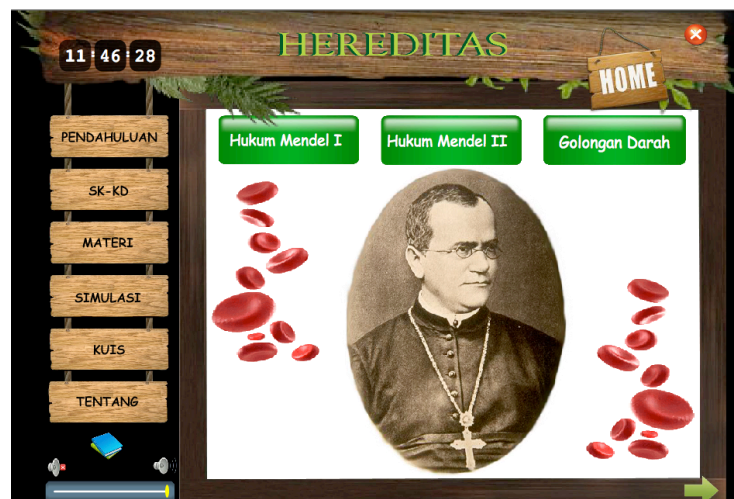 HEREDITAS
11 46 28
HOME
PENDAHULUAN
SK-KD
MATERI
SIMULASI
KUIS
TENTANG
Hukum Mendel I
Hukum Mendel II
Golongan Darah